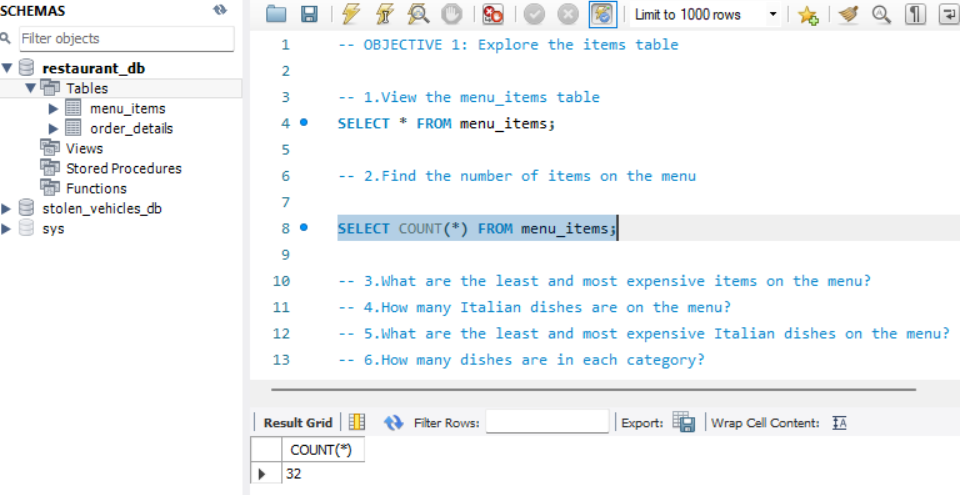 SCHEMAS
Filter objects
restaurant_db
Tables
menu_items
order_details
Views
Stored Procedures
Functions
stolen_vehicles_db
sys
Limit to 1000 rows
1 -- OBJECTIVE 1: Explore the items table
2
3 -- 1.View the menu_items table
4 SELECT * FROM menu_items;
5
6 -- 2.Find the number of items on the menu
7
8 SELECT COUNT(*) FROM menu_items;
9
10 -- 3.What are the least and most expensive items on the menu?
11 -- 4.How many Italian dishes are on the menu?
12 -- 5.What are the least and most expensive Italian dishes on the menu?
13 -- 6.How many dishes are in each category?
Result Grid Filter Rows: Export: Wrap Cell Content: IA
COUNT(*)
32